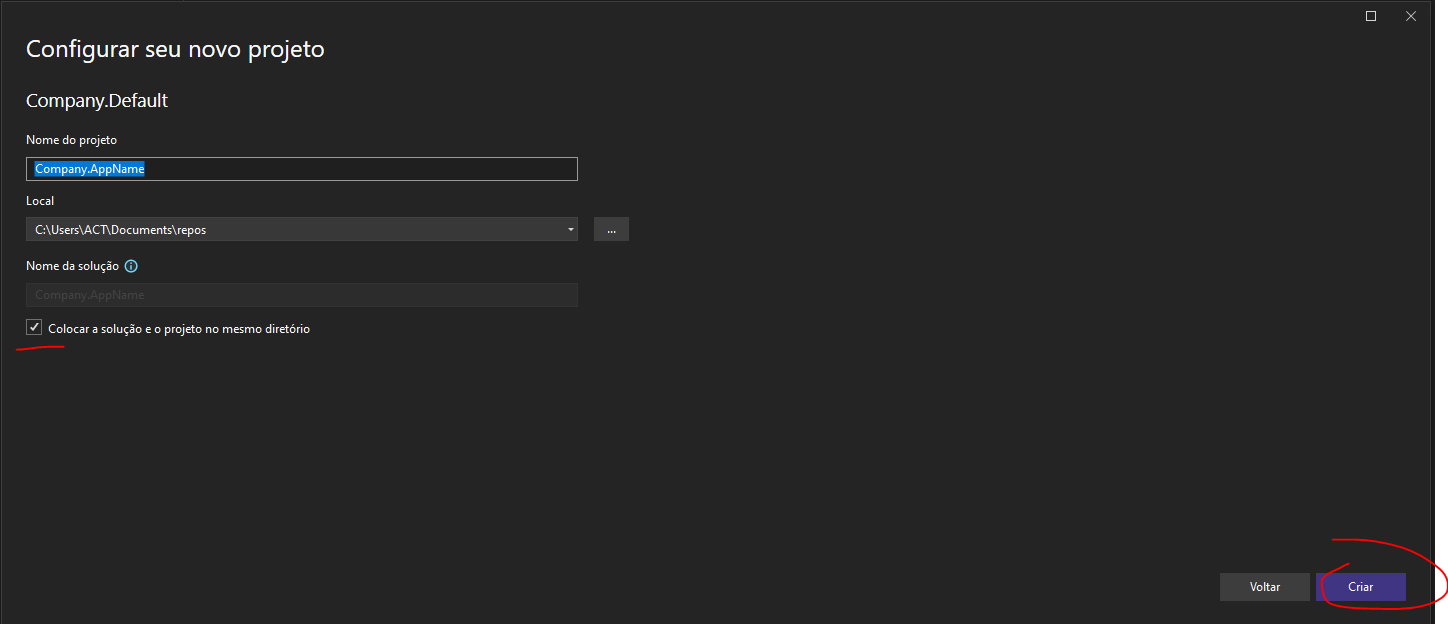 Configurar seu novo projeto
Company.Default
Nome do projeto
Company.AppName
Local
C:\Users\ACT\Documents\repos
...
Nome da solução
Company.AppName
Colocar a solução e o projeto no mesmo diretório
Voltar
Criar